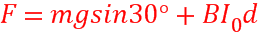 F = mgsin30° + BI₀d